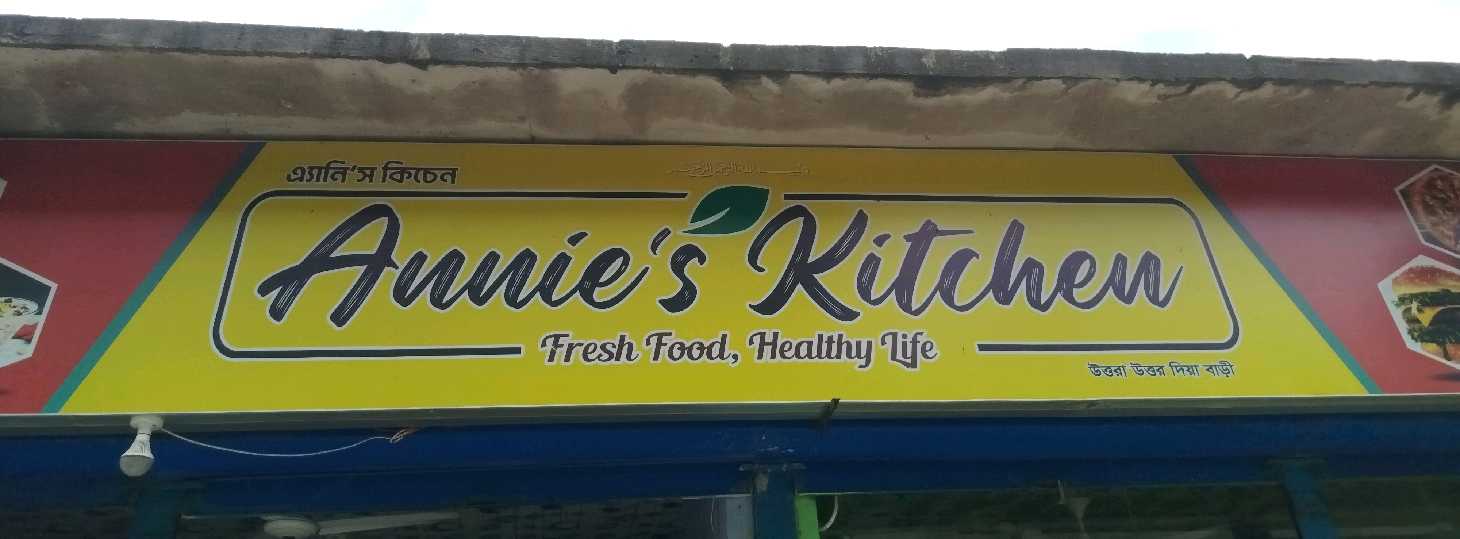 এ্যানি'স কিচেন
Annie's Kitchen
Fresh Food, Healthy Life
উত্তরা উত্তর দিয়া বাড়ী